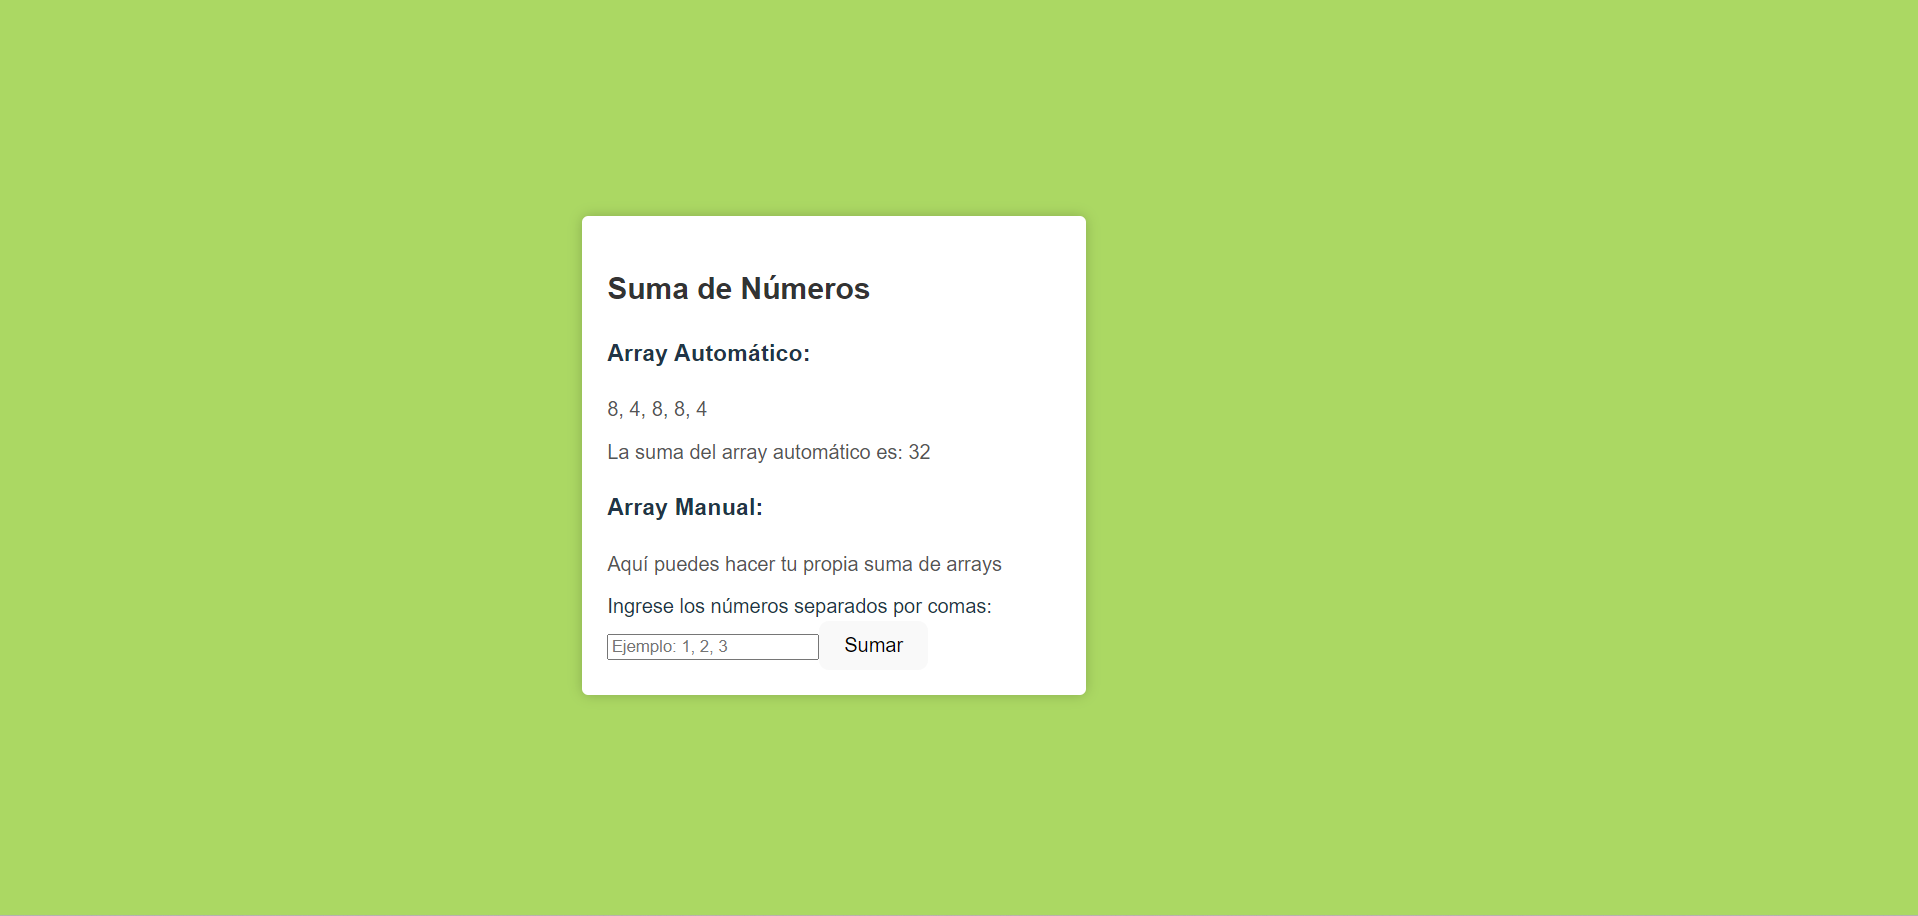 Suma de Números
Array Automático:
8, 4, 8, 8, 4
La suma del array automático es: 32
Array Manual:
Aquí puedes hacer tu propia suma de arrays
Ingrese los números separados por comas:
Ejemplo: 1, 2, 3 Sumar